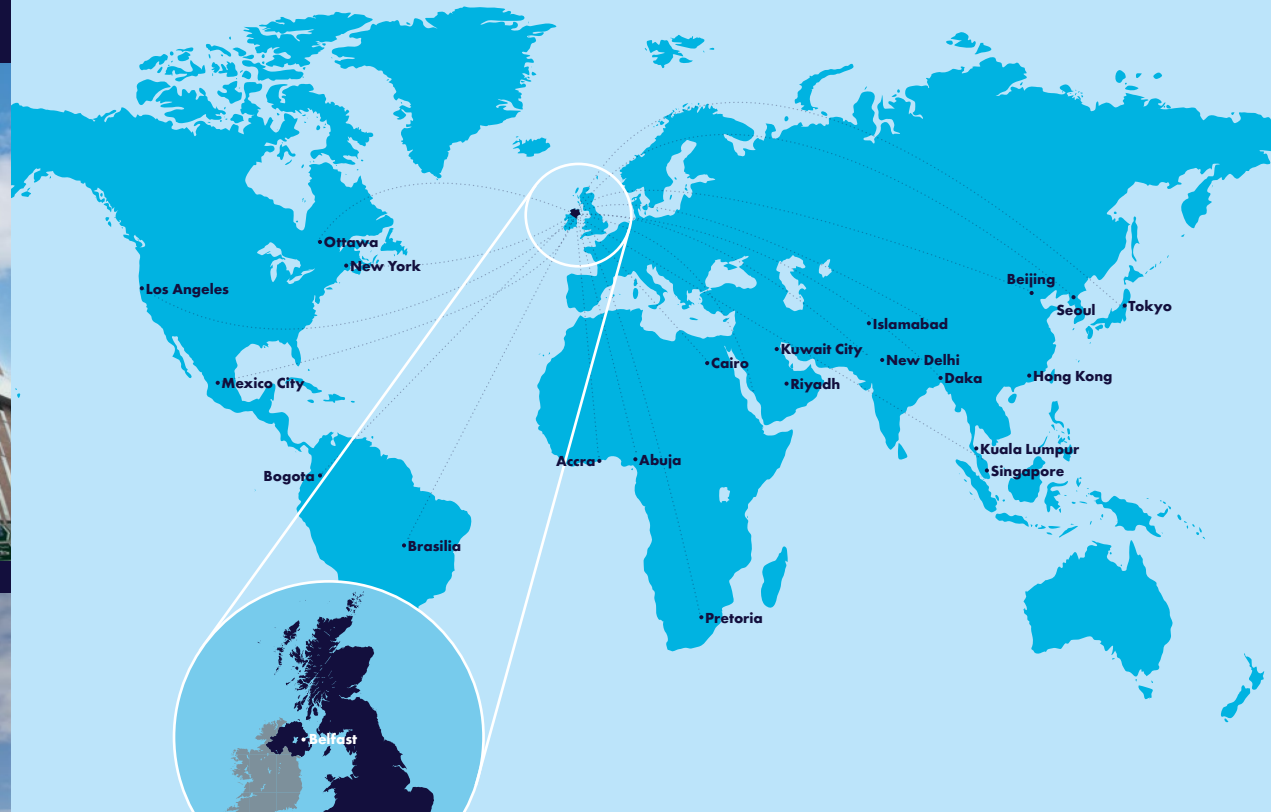 Ottawa
New York
Los Angeles
Mexico City
Bogota
Brasilia
Accra
Abuja
Pretoria
Cairo
Kuwait City
Riyadh
Islamabad
New Delhi
Daka
Beijing
Seoul
Tokyo
Hong Kong
Kuala Lumpur
Singapore
Belfast